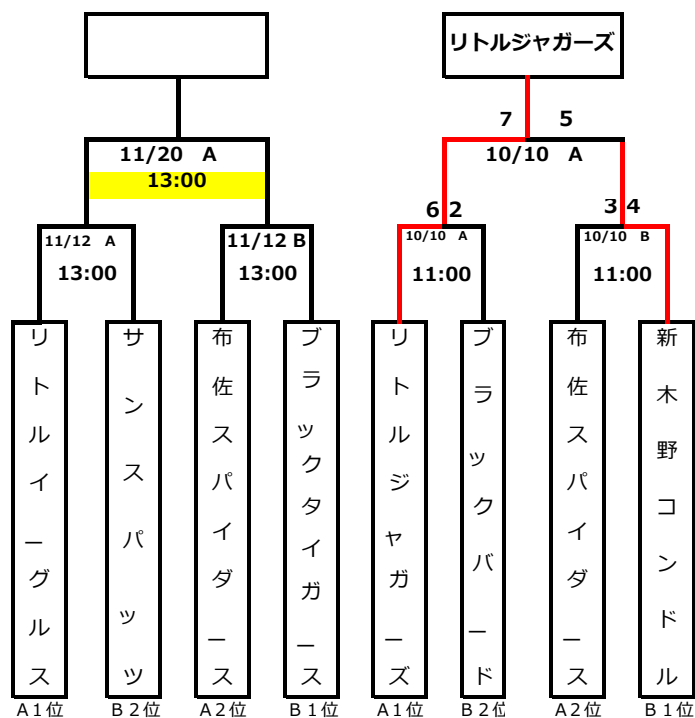 リトルジャガーズ
7 5
11/20 A
10/10 A
13:00
6 2
3 4
11/12 A
11/12 B
10/10 A
10/10 B
13:00
13:00
11:00
11:00
リトルイーグルス
サンスパッツ
布佐スパイダース
ブラックタイガース
リトルジャガーズ
ブラックバード
布佐スパイダース
新木野コンドル
A1位
B2位
A2位
B1位
A1位
B2位
A2位
B1位